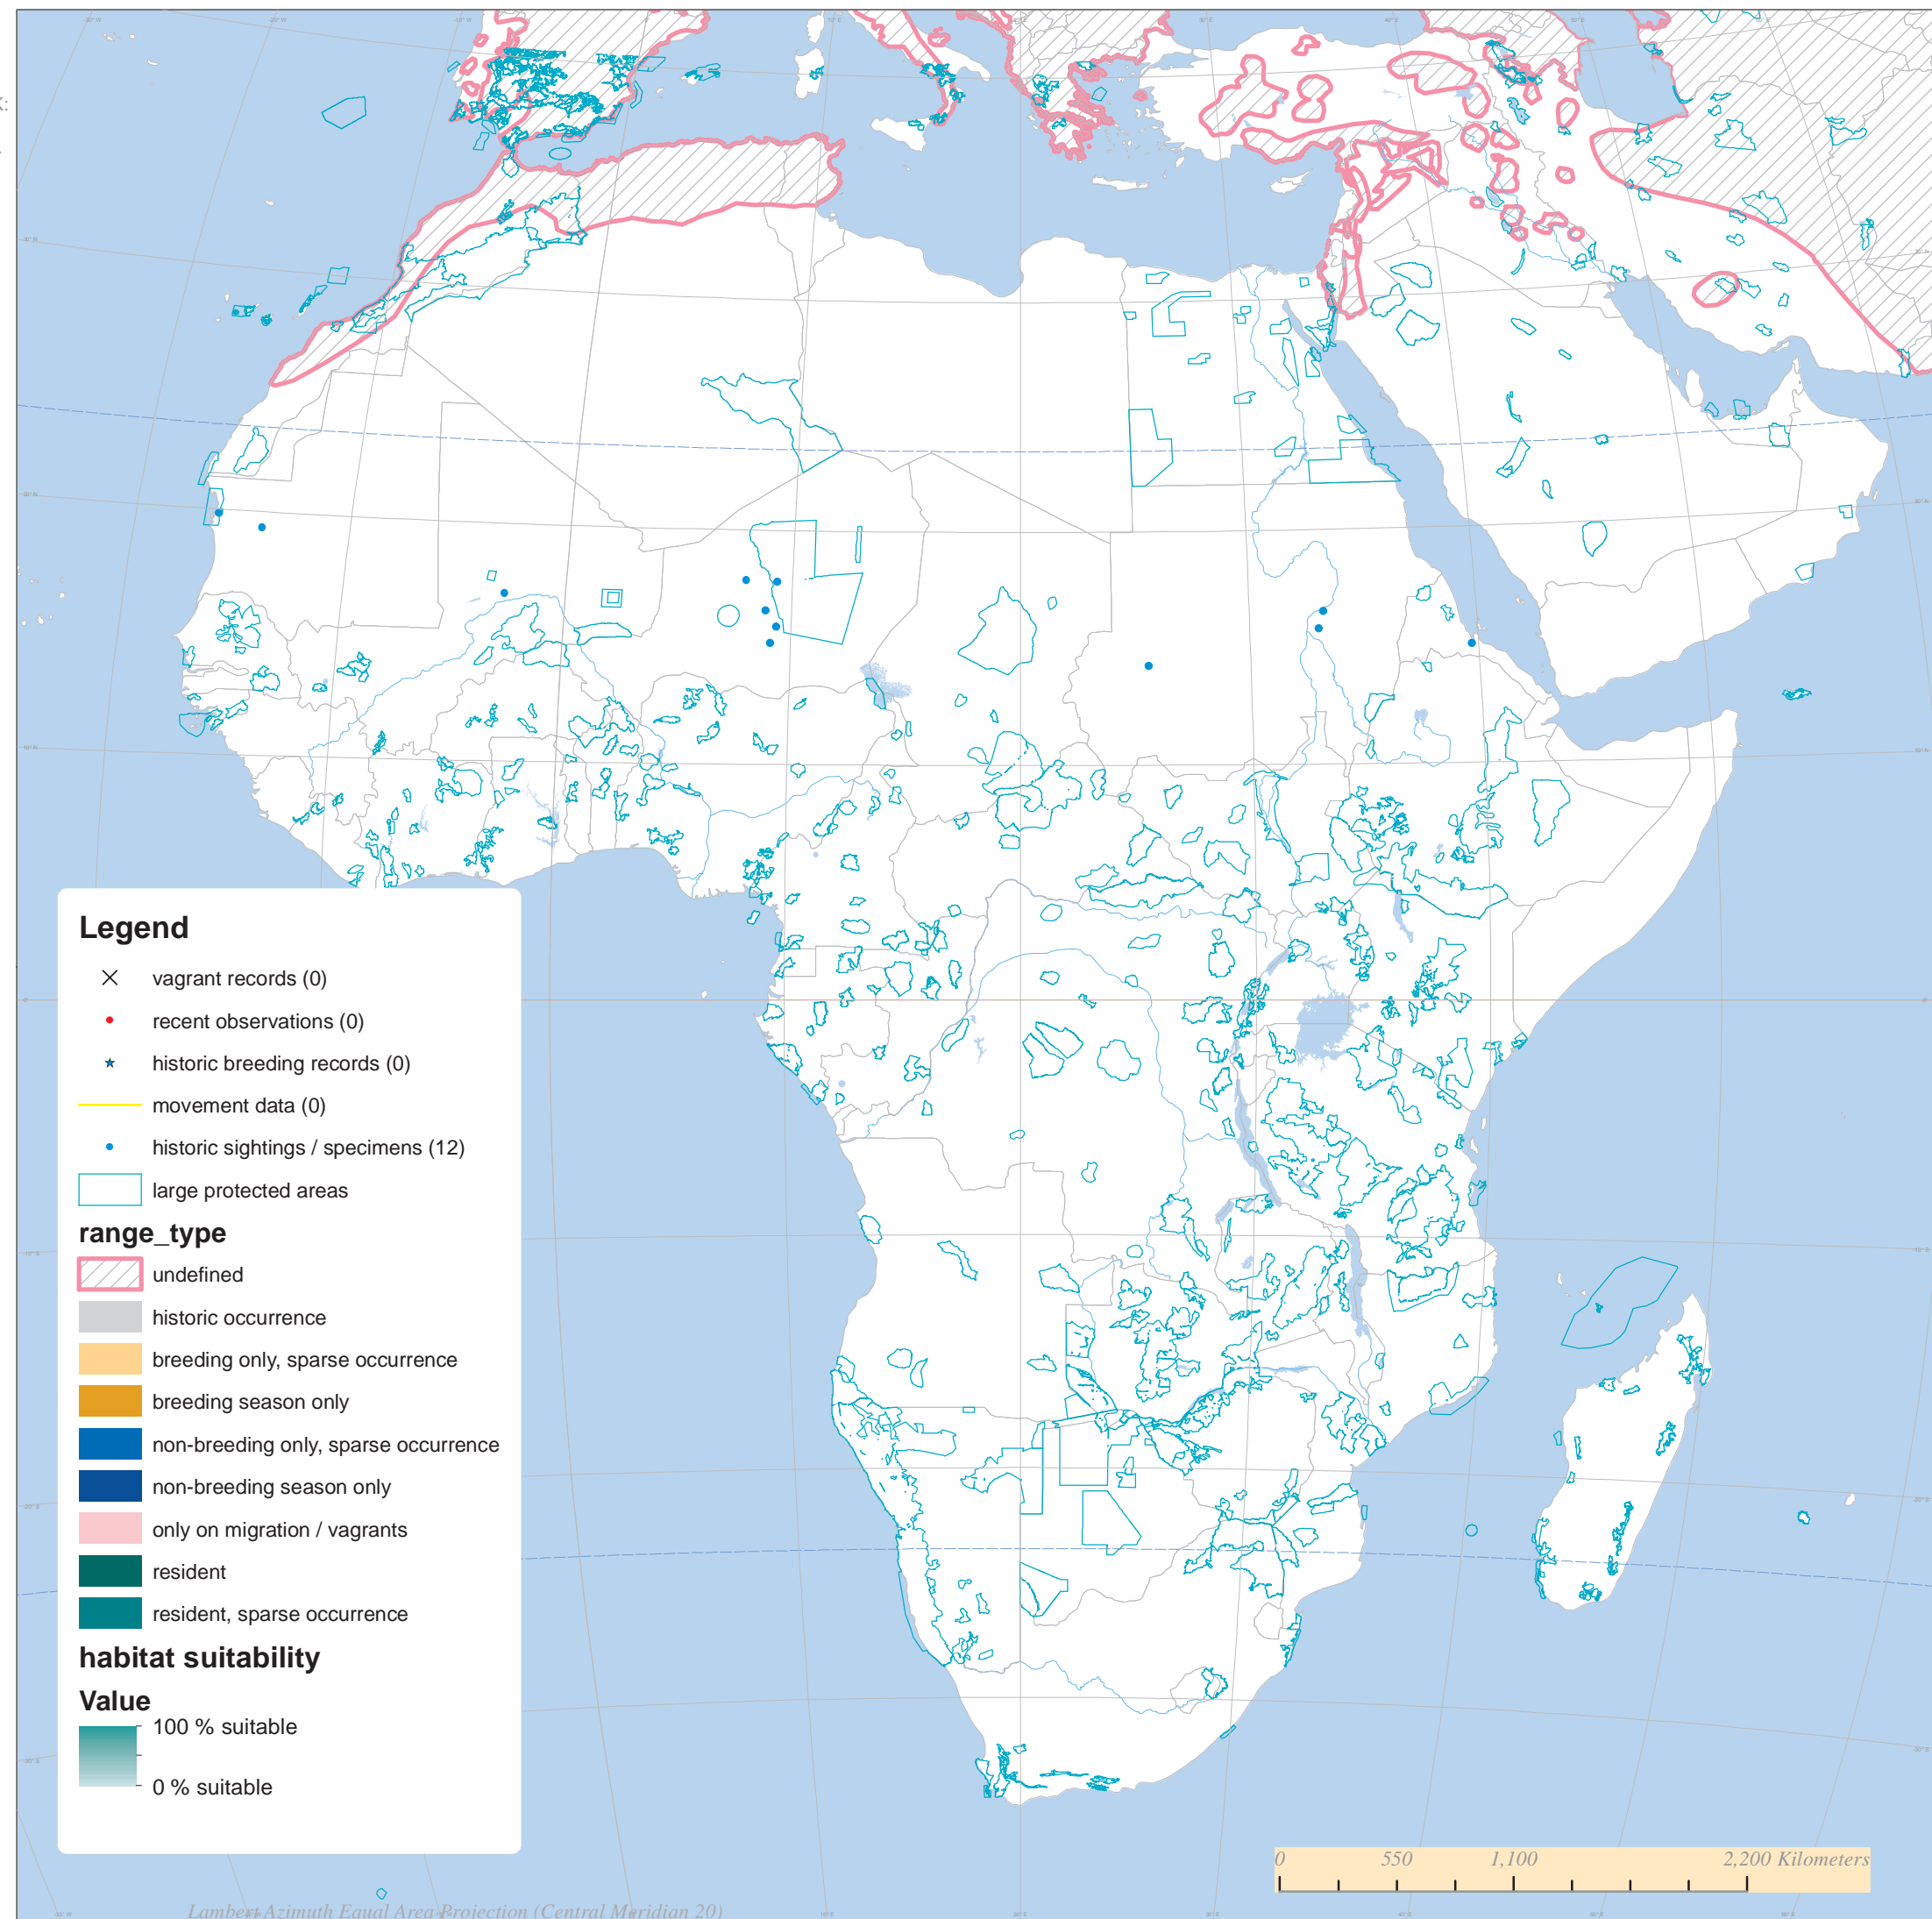 Legend
vagrant records (0)
recent observations (0)
historic breeding records (0)
movement data (0)
historic sightings / specimens (12)
large protected areas
range_type
undefined
historic occurrence
breeding only, sparse occurrence
breeding season only
non-breeding only, sparse occurrence
non-breeding season only
only on migration / vagrants
resident
resident, sparse occurrence
habitat suitability
Value
100 % suitable
0 % suitable
0 550 1,100 2,200 Kilometers
Lambert Azimuth Equal Area Projection (Central Meridian 20)